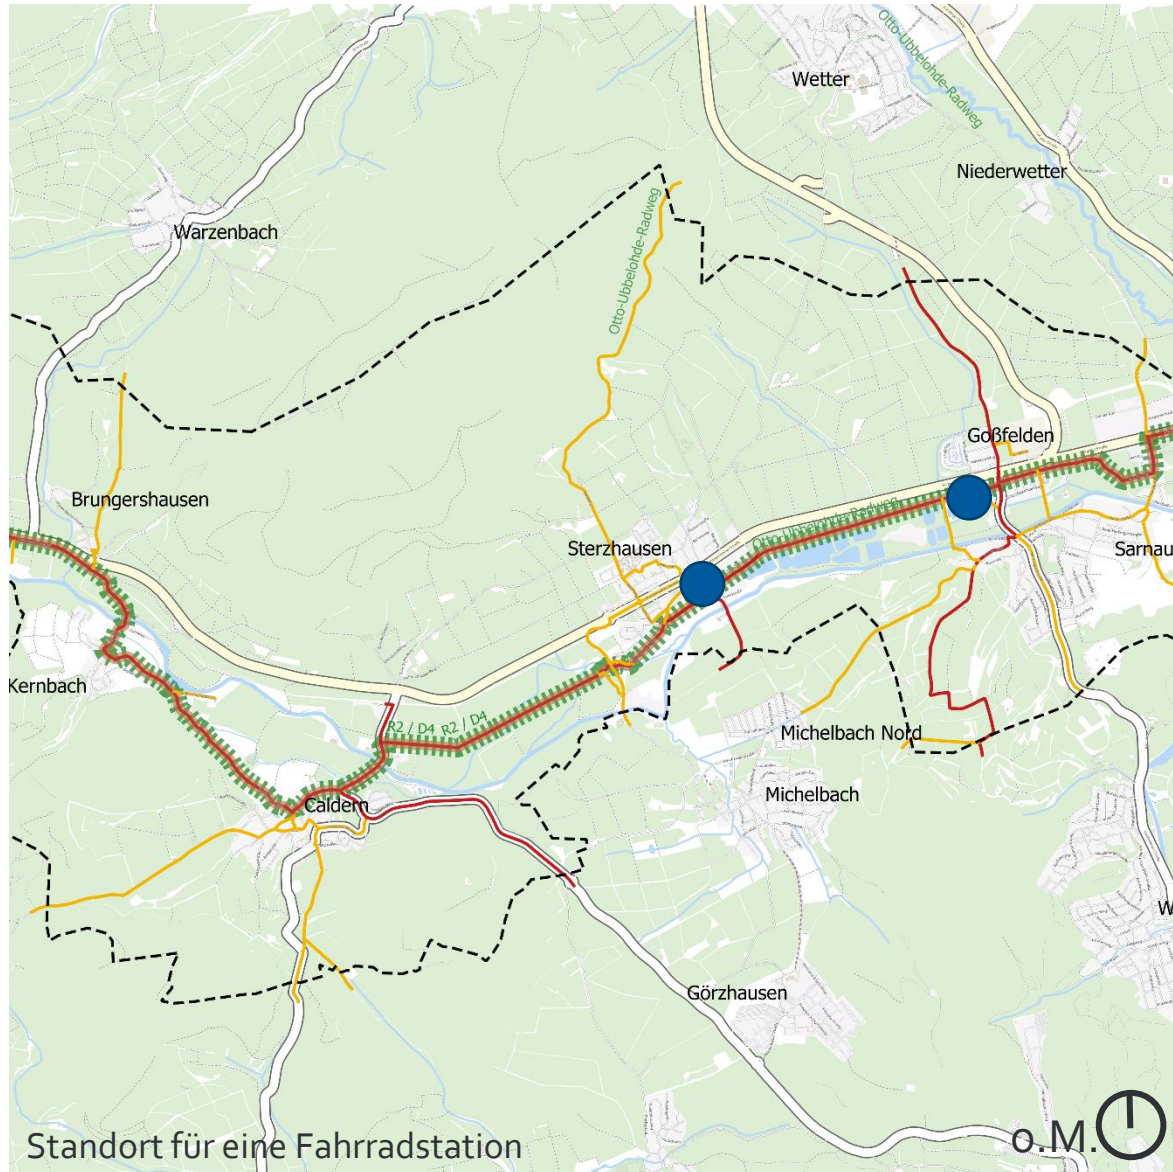 Otto-Ubbelohde-Radweg
Wetter
Niederwetter
Warzenbach
Otto-Ubbelohde-Radweg
Goßfelden
Brungershausen
Otto-Ubbelohde-Radweg
Sterzhausen
Sarnau
Kernbach
R2 / D4 R2 / D4
Michelbach Nord
Caldern
Michelbach
W
Görzhausen
Standort für eine Fahrradstation
o.M.